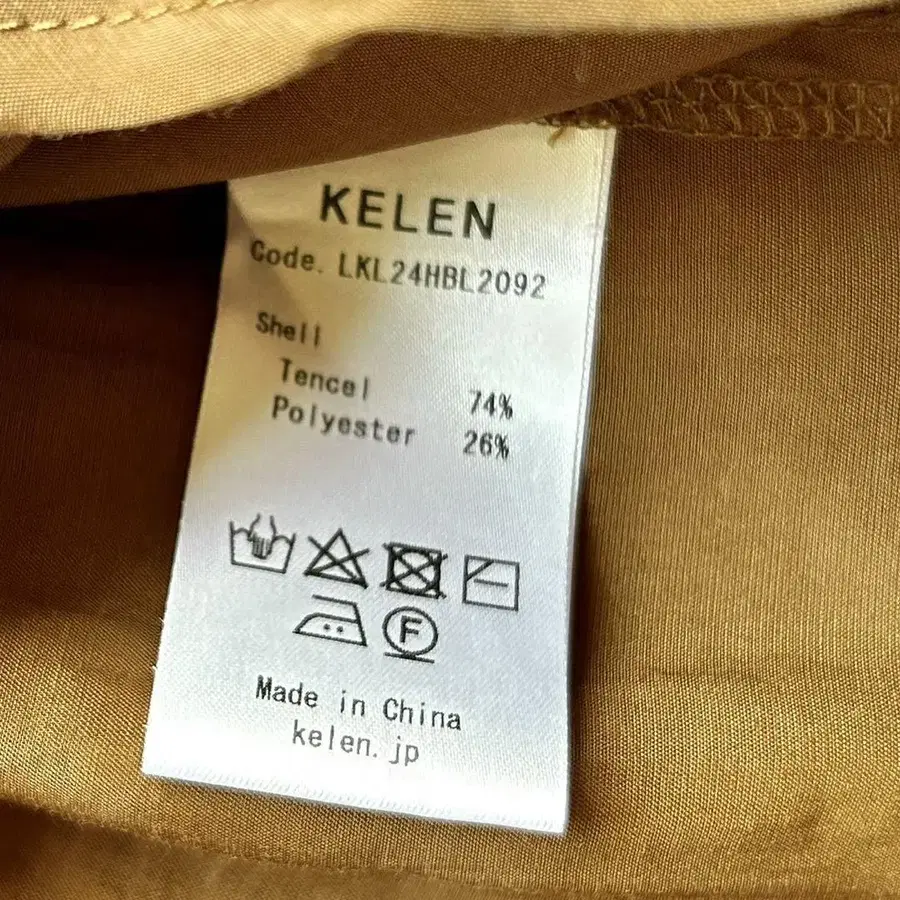 KELEN
Code. LKL24HBL2092
Shell
Tencel 74%
Polyester 26%
F
Made in China
kelen.jp